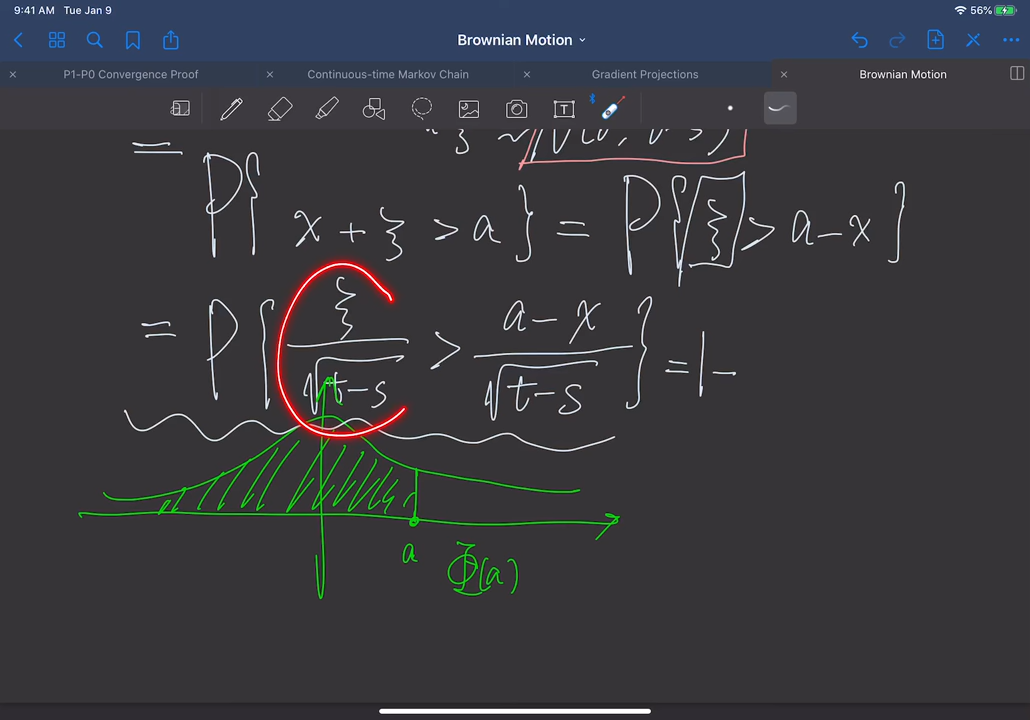 9:41 AM Tue Jan 9
56%
Brownian Motion
P1-P0 Convergence Proof
Continuous-time Markov Chain
Gradient Projections
Brownian Motion
=
P{ x + ξ > a } = P{ ξ > a - x }
= P{ ξ / √(t-s) > (a - x) / √(t-s) } = 1 -
a
Φ(a)